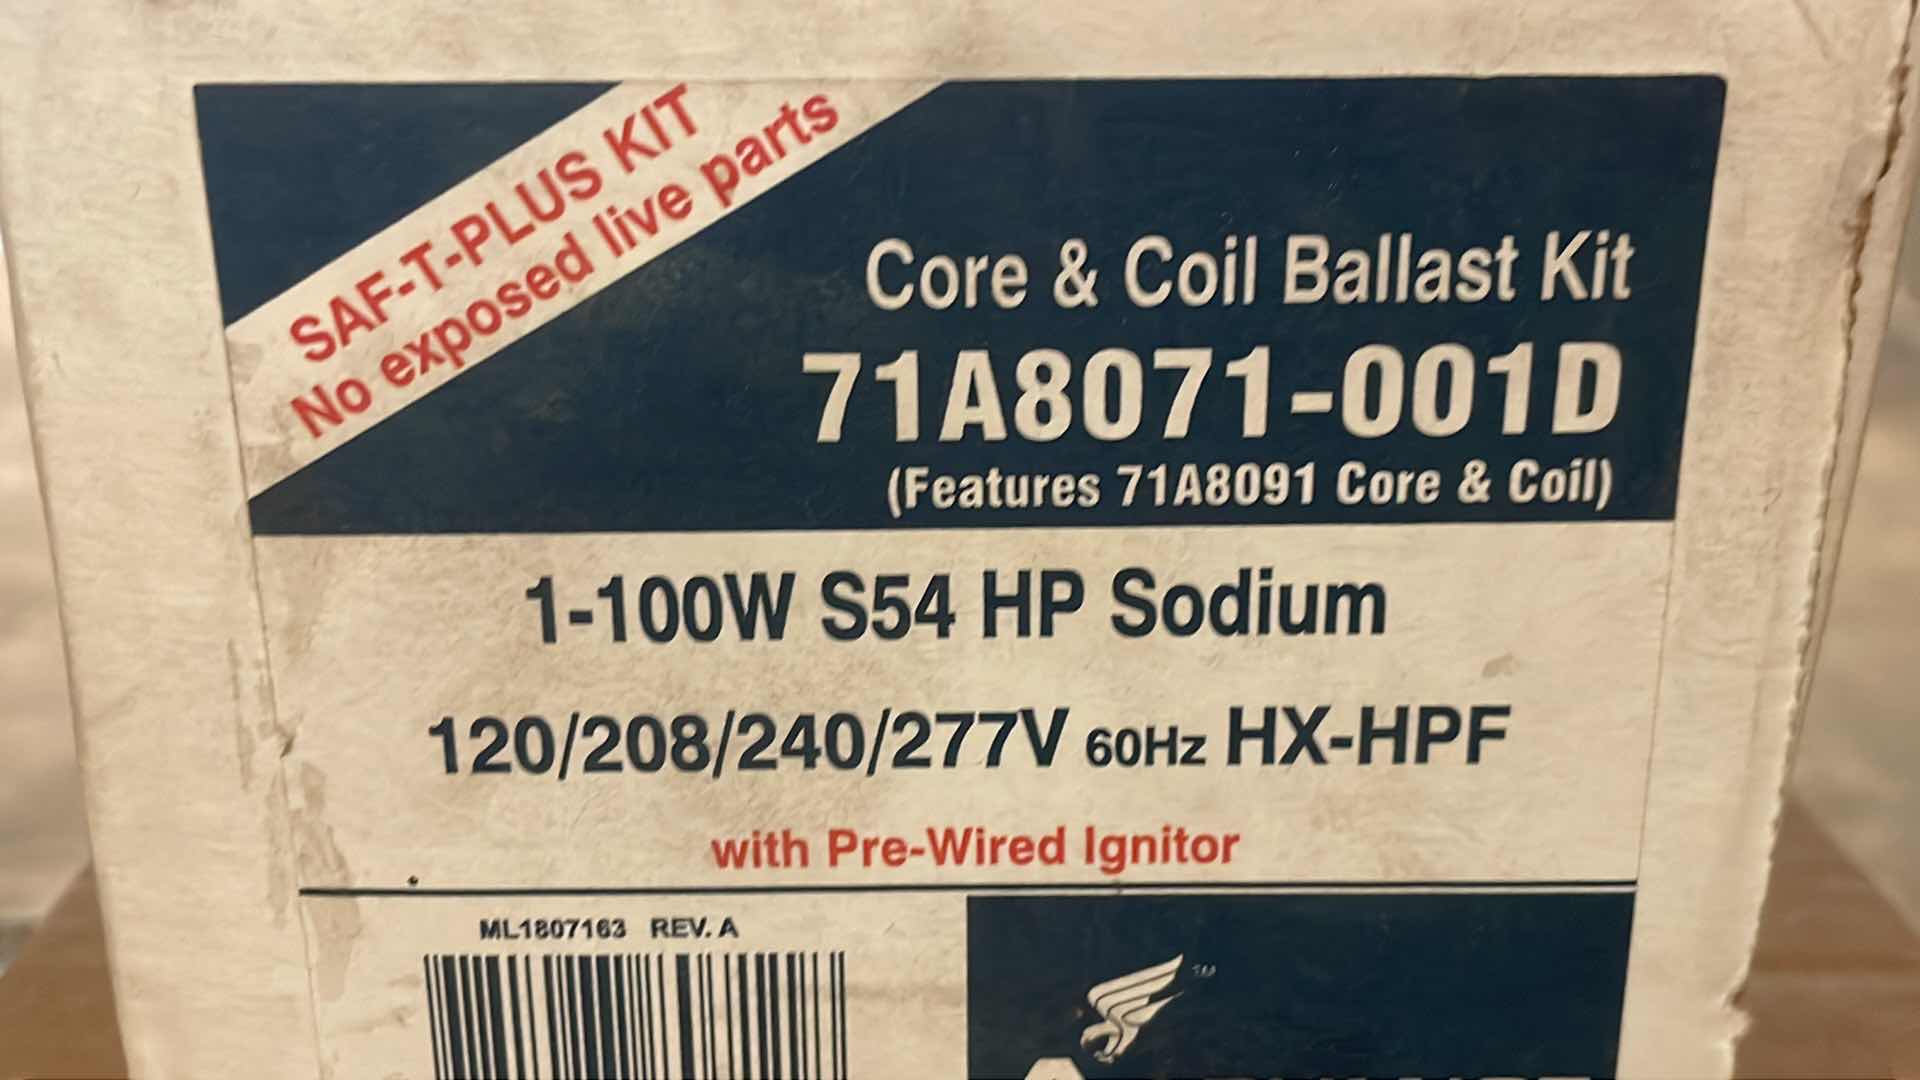 SAF-T-PLUS KIT
No exposed live parts
Core & Coil Ballast Kit
71A8071-001D
(Features 71A8091 Core & Coil)
1-100W S54 HP Sodium
120/208/240/277V 60Hz HX-HPF
with Pre-Wired Ignitor
ML1807163 REV. A
TM